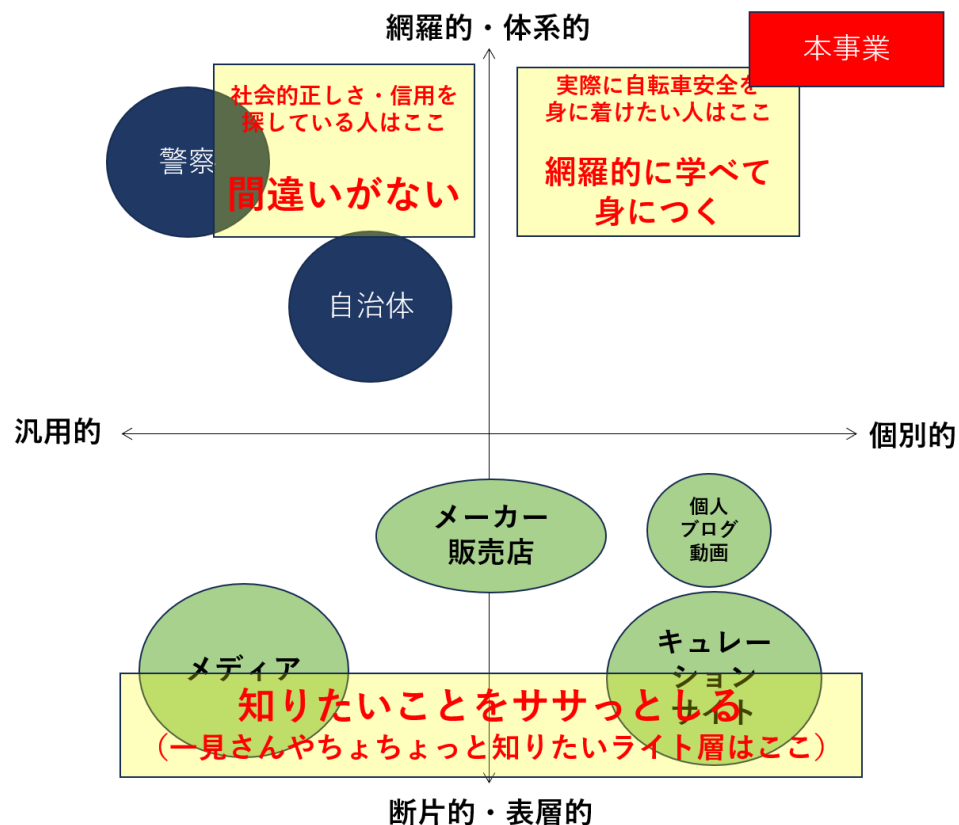 網羅的・体系的
本事業
社会的正しさ・信用を
探している人はここ
間違いがない
実際に自転車安全を
身に着けたい人はここ
網羅的に学べて
身につく
警察
自治体
汎用的
個別的
メーカー
販売店
個人
ブログ
動画
メディア
キュレー
ション
サイト
知りたいことをササっとしる
（一見さんやちょちょっと知りたいライト層はここ）
断片的・表層的